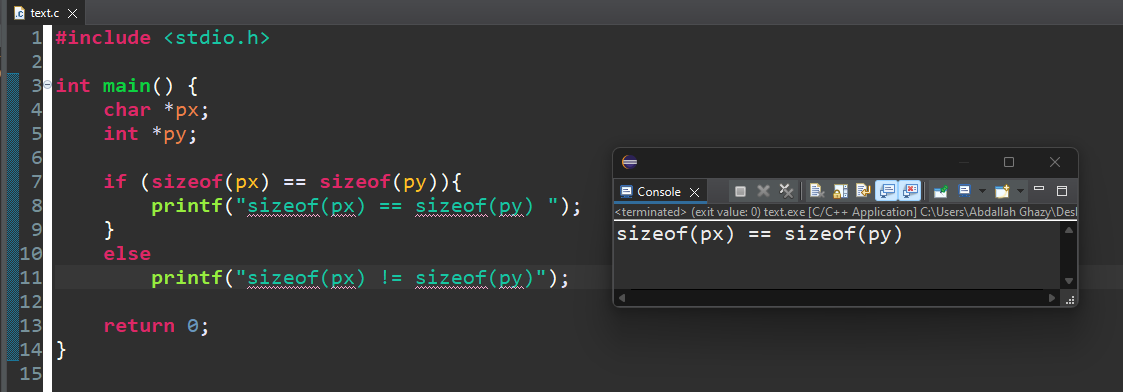 text.c
1 #include <stdio.h>
2
3 int main() {
4     char *px;
5     int *py;
6
7     if (sizeof(px) == sizeof(py)){
8         printf("sizeof(px) == sizeof(py) ");
9     }
10     else
11         printf("sizeof(px) != sizeof(py)");
12
13     return 0;
14 }
15
Console
<terminated> (exit value: 0) text.exe [C/C++ Application] C:\Users\Abdallah Ghazy\Desl
sizeof(px) == sizeof(py)